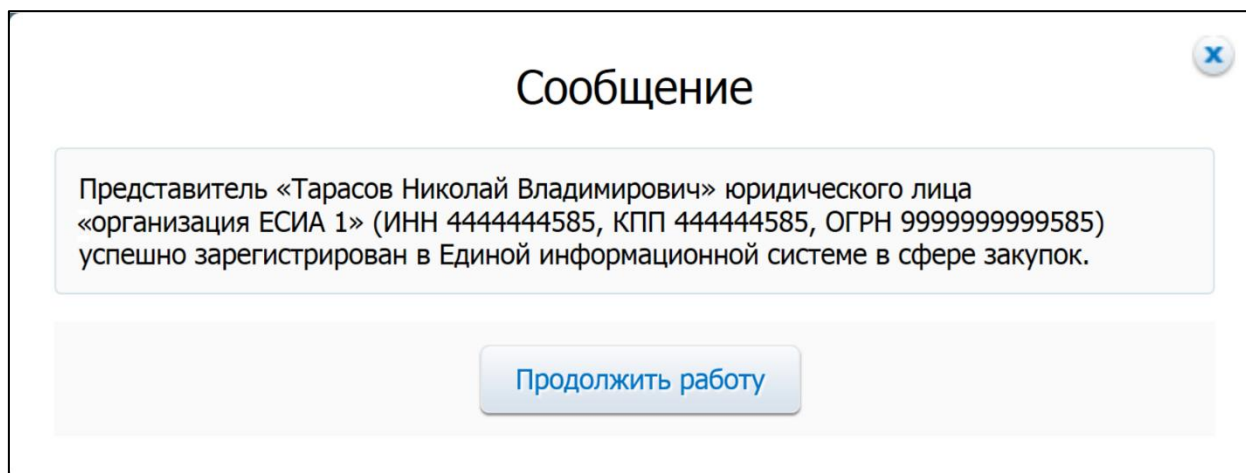 Сообщение
x
Представитель «Тарасов Николай Владимирович» юридического лица
«организация ЕСИА 1» (ИНН 4444444585, КПП 444444585, ОГРН 9999999999585)
успешно зарегистрирован в Единой информационной системе в сфере закупок.
Продолжить работу